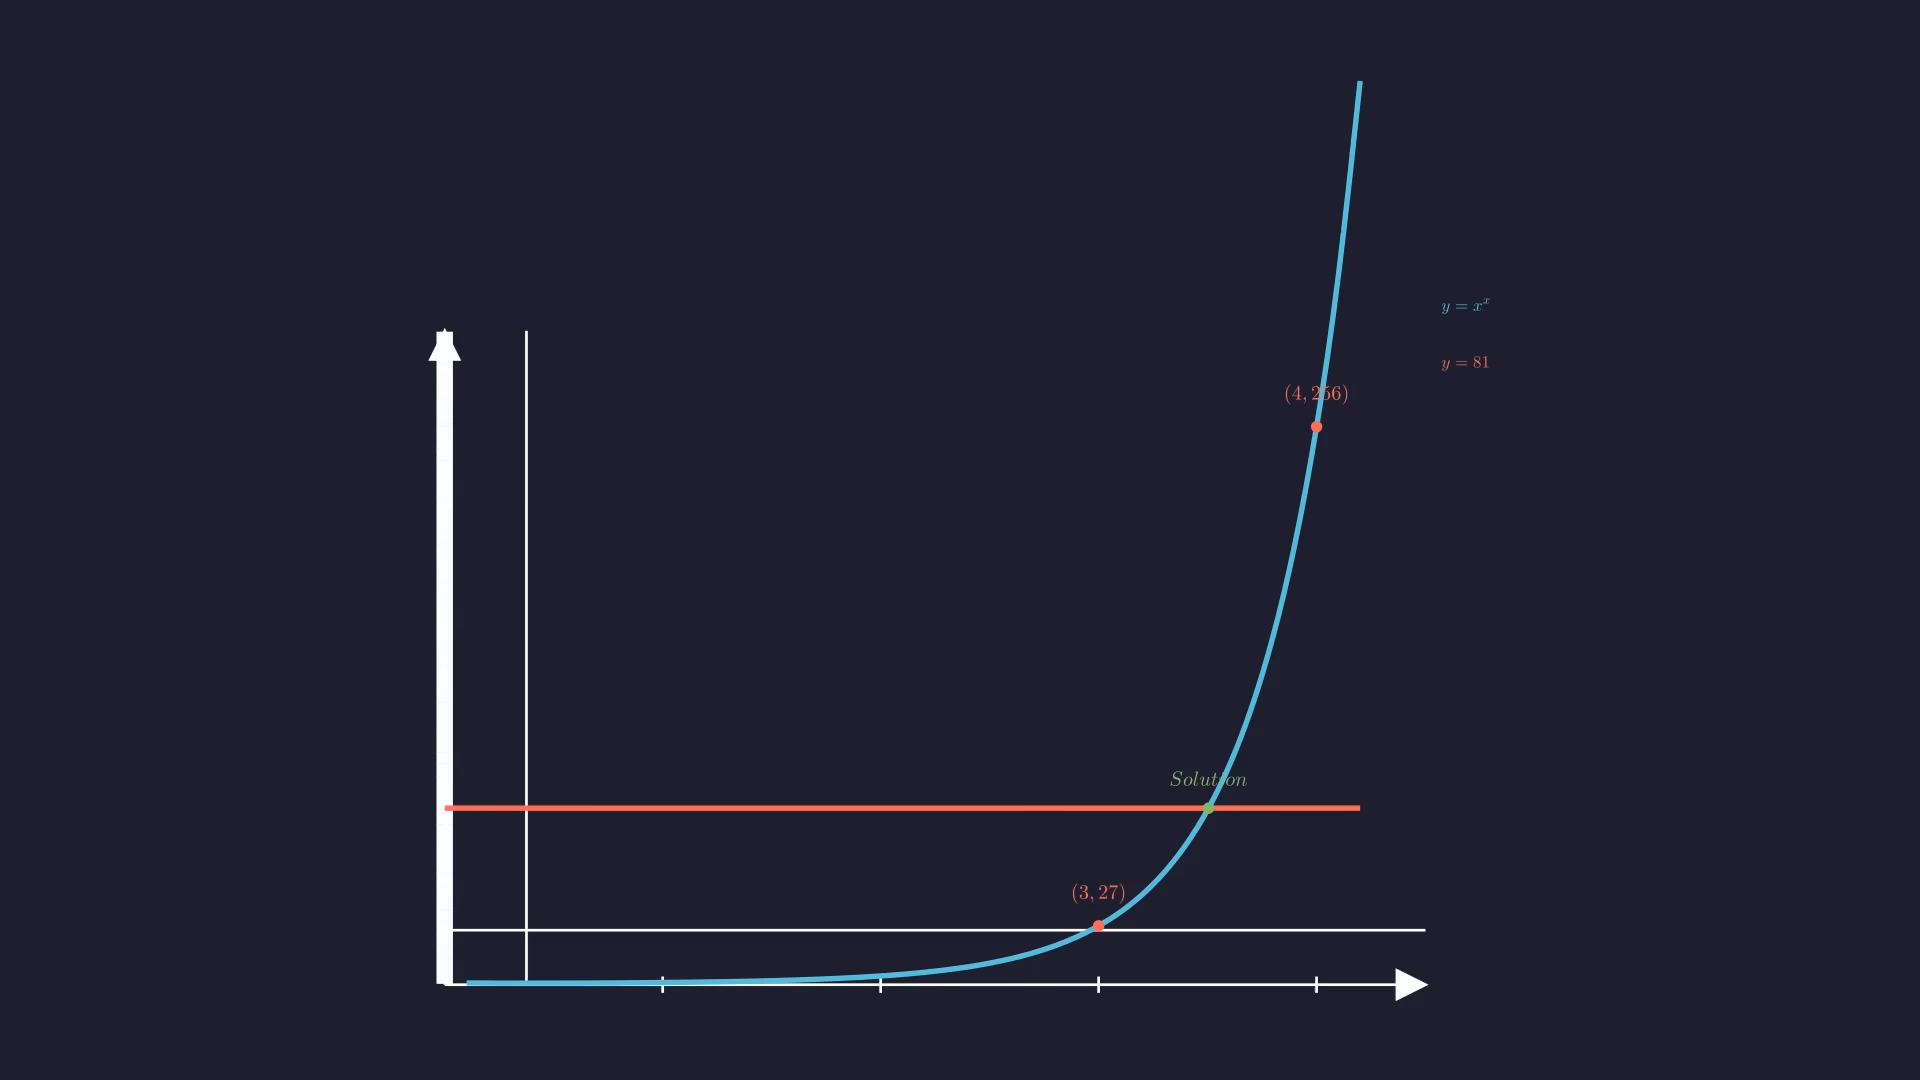 y = x^x
y = 81
(4, 256)
Solution
(3, 27)